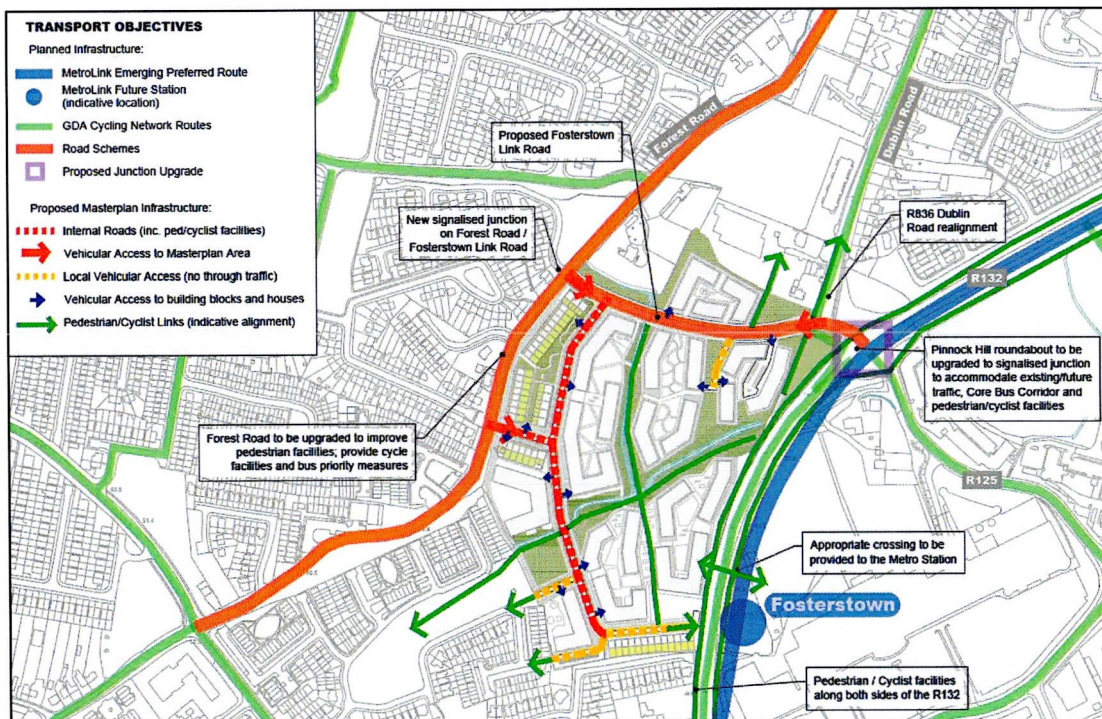 TRANSPORT OBJECTIVES
Planned Infrastructure:
MetroLink Emerging Preferred Route
MetroLink Future Station
(indicative location)
GDA Cycling Network Routes
Road Schemes
Proposed Junction Upgrade
Proposed Masterplan Infrastructure:
Internal Roads (inc. ped/cyclist facilities)
Vehicular Access to Masterplan Area
Local Vehicular Access (no through traffic)
Vehicular Access to building blocks and houses
Pedestrian/Cyclist Links (indicative alignment)
Forest Road
Dublin Road
Proposed Fosterstown
Link Road
New signalised junction
on Forest Road /
Fosterstown Link Road
R836 Dublin
Road realignment
R132
Pinnock Hill roundabout to be
upgraded to signalised junction
to accommodate existing/future
traffic, Core Bus Corridor and
pedestrian/cyclist facilities
Forest Road to be upgraded to improve
pedestrian facilities; provide cycle
facilities and bus priority measures
R125
Appropriate crossing to be
provided to the Metro Station
Fosterstown
Pedestrian / Cyclist facilities
along both sides of the R132